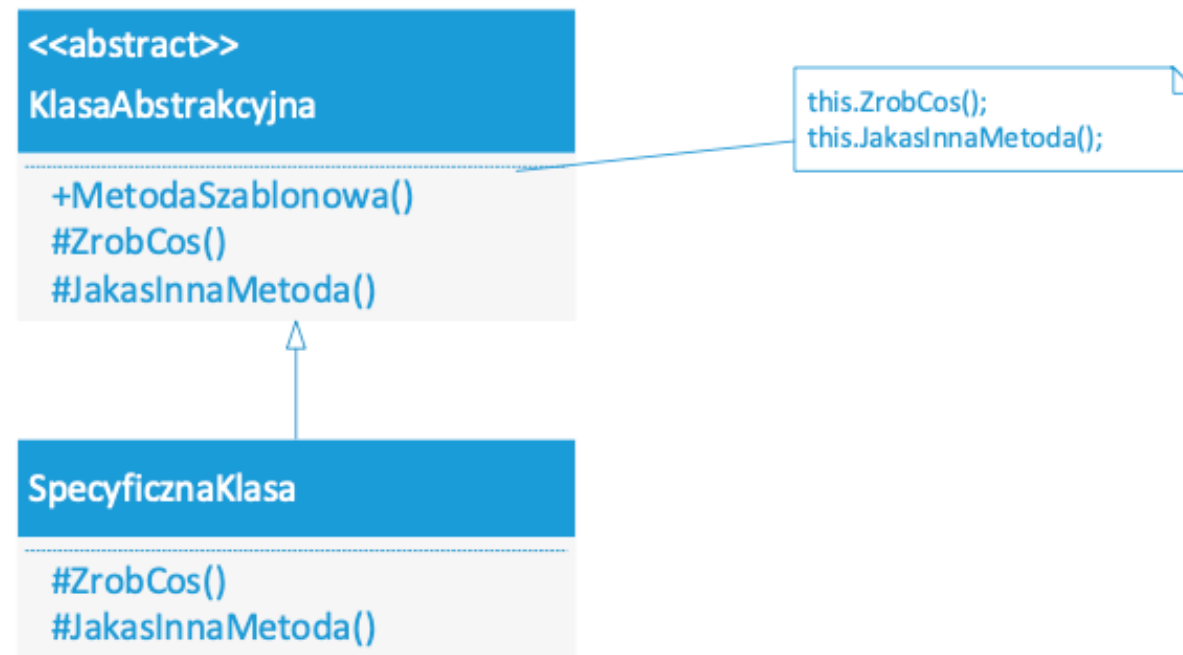 <<abstract>>
KlasaAbstrakcyjna
this.ZrobCos();
this.JakasInnaMetoda();
+MetodaSzablonowa()
#ZrobCos()
#JakasInnaMetoda()
SpecyficznaKlasa
#ZrobCos()
#JakasInnaMetoda()